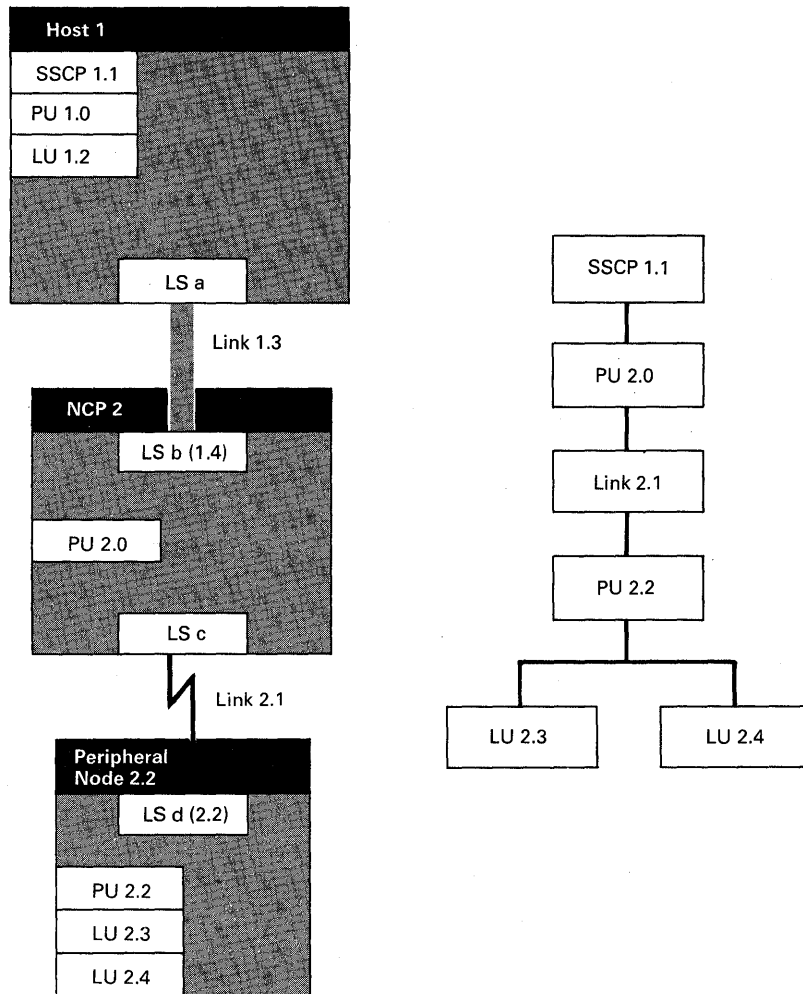 Host 1
SSCP 1.1
PU 1.0
LU 1.2
LS a
Link 1.3
NCP 2
LS b (1.4)
PU 2.0
LS c
Link 2.1
Peripheral
Node 2.2
LS d (2.2)
PU 2.2
LU 2.3
LU 2.4
SSCP 1.1
PU 2.0
Link 2.1
PU 2.2
LU 2.3
LU 2.4